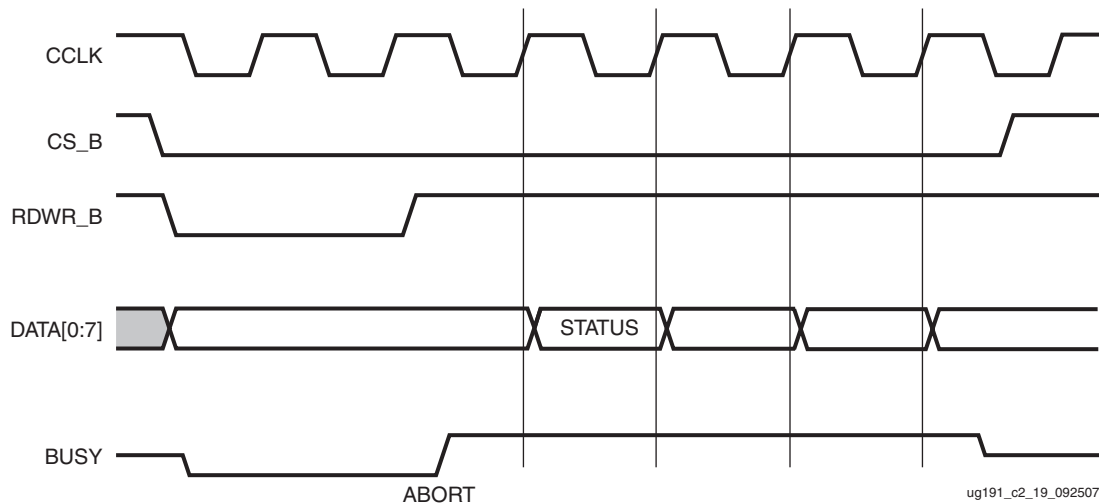 CCLK
CS_B
RDWR_B
DATA[0:7]
STATUS
BUSY
ABORT
ug191_c2_19_092507